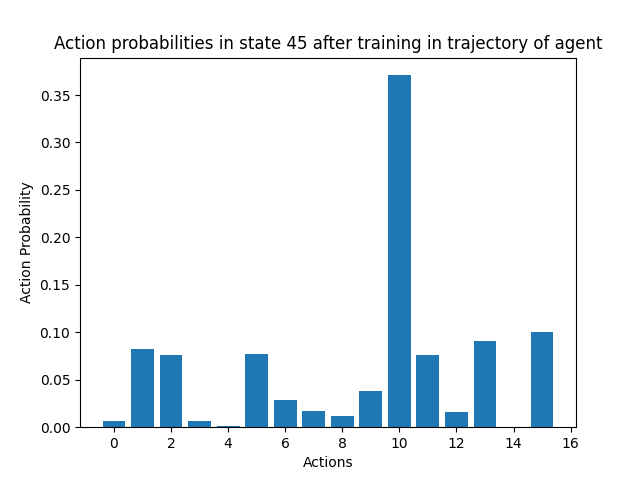 Action probabilities in state 45 after training in trajectory of agent
0.35
0.30
0.25
0.20
0.15
0.10
0.05
0.00
Action Probability
0 2 4 6 8 10 12 14 16
Actions